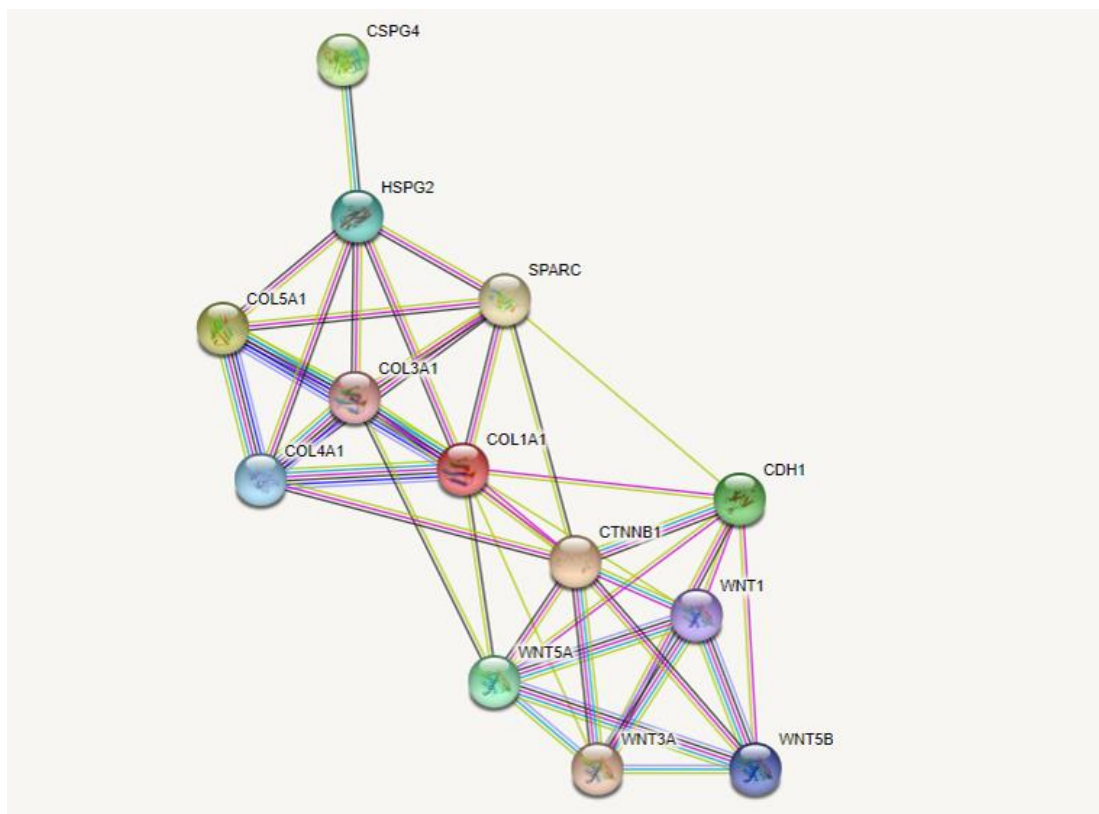 CSPG4
HSPG2
SPARC
COL5A1
COL3A1
COL1A1
COL4A1
CDH1
CTNNB1
WNT1
WNT5A
WNT3A
WNT5B